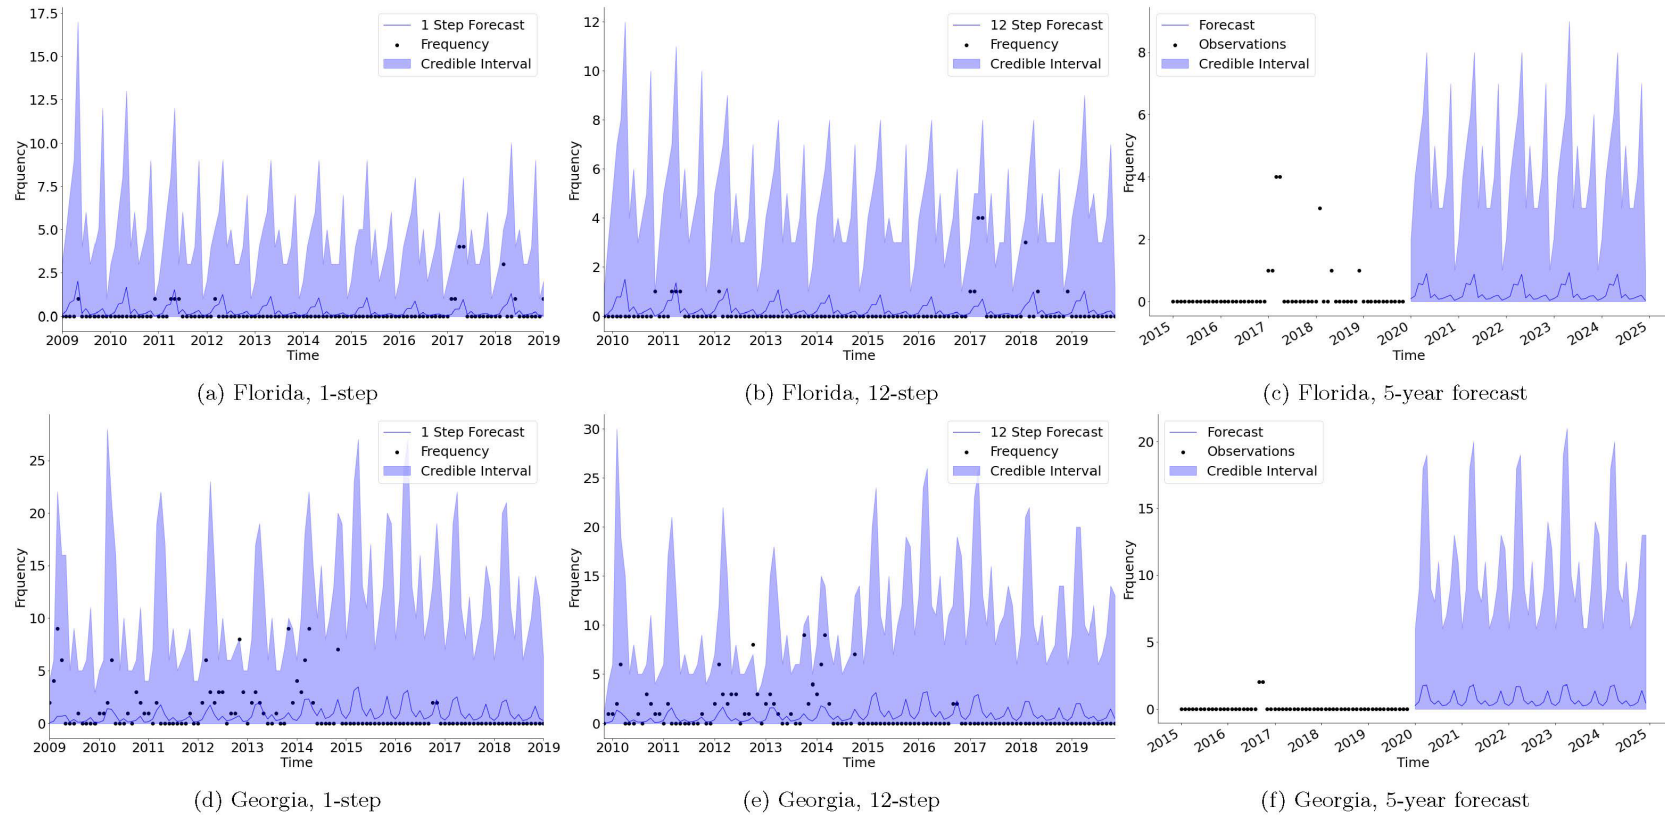 17.5
15.0
12.5
10.0
7.5
5.0
2.5
0.0
Frquency
1 Step Forecast
Frequency
Credible Interval
2009 2010 2011 2012 2013 2014 2015 2016 2017 2018 2019
Time
(a) Florida, 1-step
12
10
8
6
4
2
0
Frquency
12 Step Forecast
Frequency
Credible Interval
2010 2011 2012 2013 2014 2015 2016 2017 2018 2019
Time
(b) Florida, 12-step
8
6
4
2
0
Frquency
Forecast
Observations
Credible Interval
2015 2016 2017 2018 2019 2020 2021 2022 2023 2024 2025
Time
(c) Florida, 5-year forecast
25
20
15
10
5
0
Frquency
1 Step Forecast
Frequency
Credible Interval
2009 2010 2011 2012 2013 2014 2015 2016 2017 2018 2019
Time
(d) Georgia, 1-step
30
25
20
15
10
5
0
Frquency
12 Step Forecast
Frequency
Credible Interval
2010 2011 2012 2013 2014 2015 2016 2017 2018 2019
Time
(e) Georgia, 12-step
20
15
10
5
0
Frquency
Forecast
Observations
Credible Interval
2015 2016 2017 2018 2019 2020 2021 2022 2023 2024 2025
Time
(f) Georgia, 5-year forecast